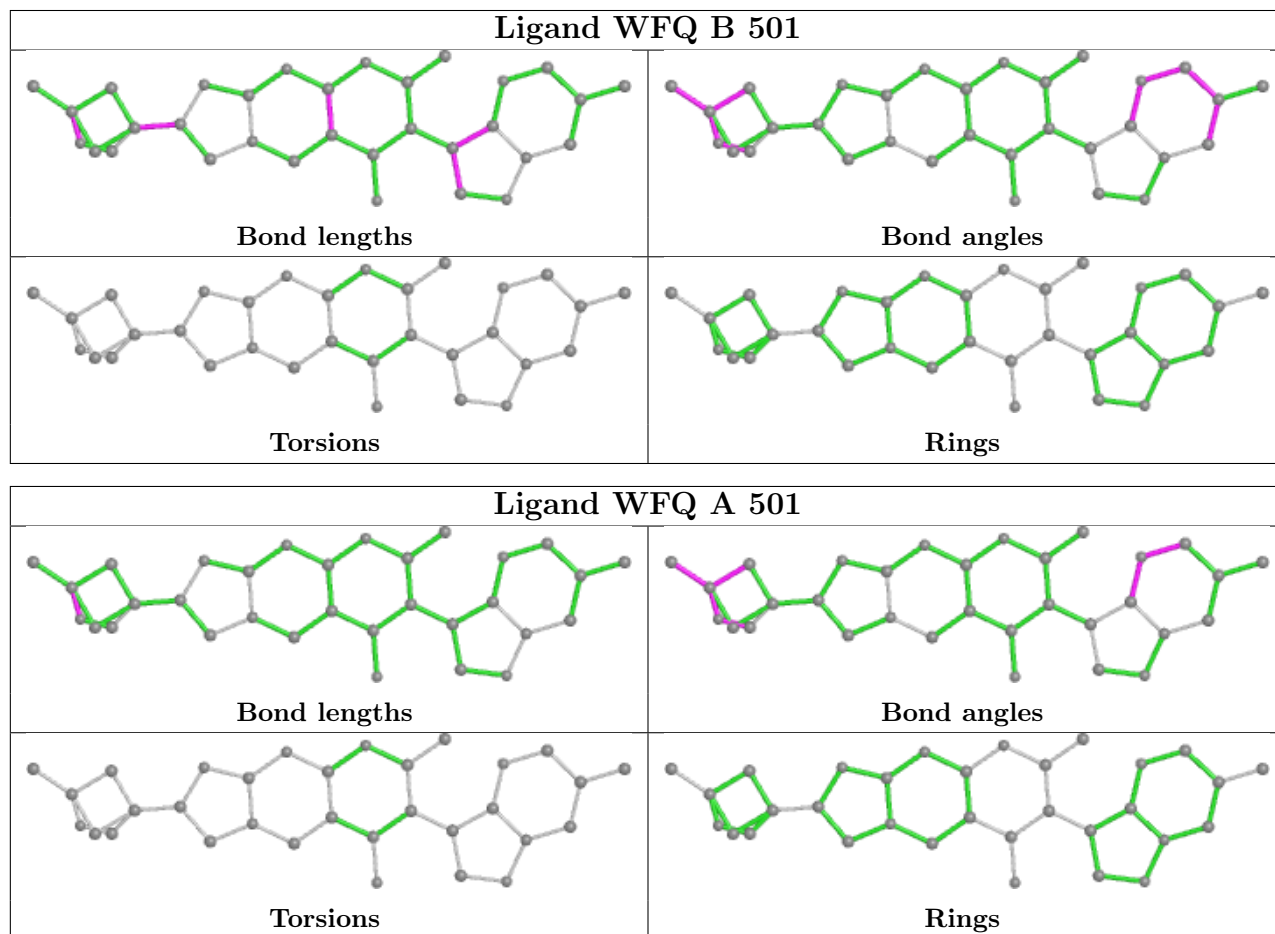 Ligand WFQ B 501
Bond lengths
Bond angles
Torsions
Rings
Ligand WFQ A 501
Bond lengths
Bond angles
Torsions
Rings